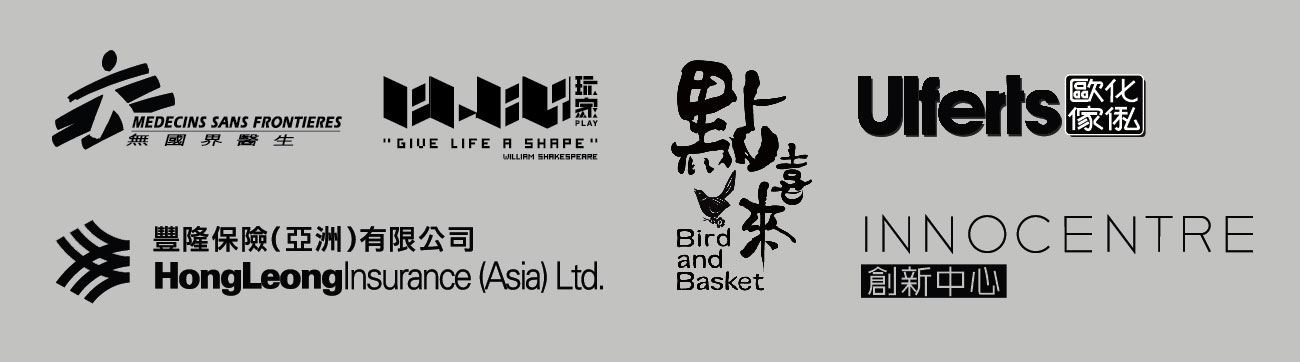 MEDECINS SANS FRONTIERES
無國界醫生
玩家
PLAY
"GIVE LIFE A SHAPE"
WILLIAM SHAKESPEARE
點喜來
Bird
and
Basket
Ulferts 歐化傢俬
豐隆保險(亞洲)有限公司
HongLeongInsurance (Asia) Ltd.
INNOCENTRE
創新中心